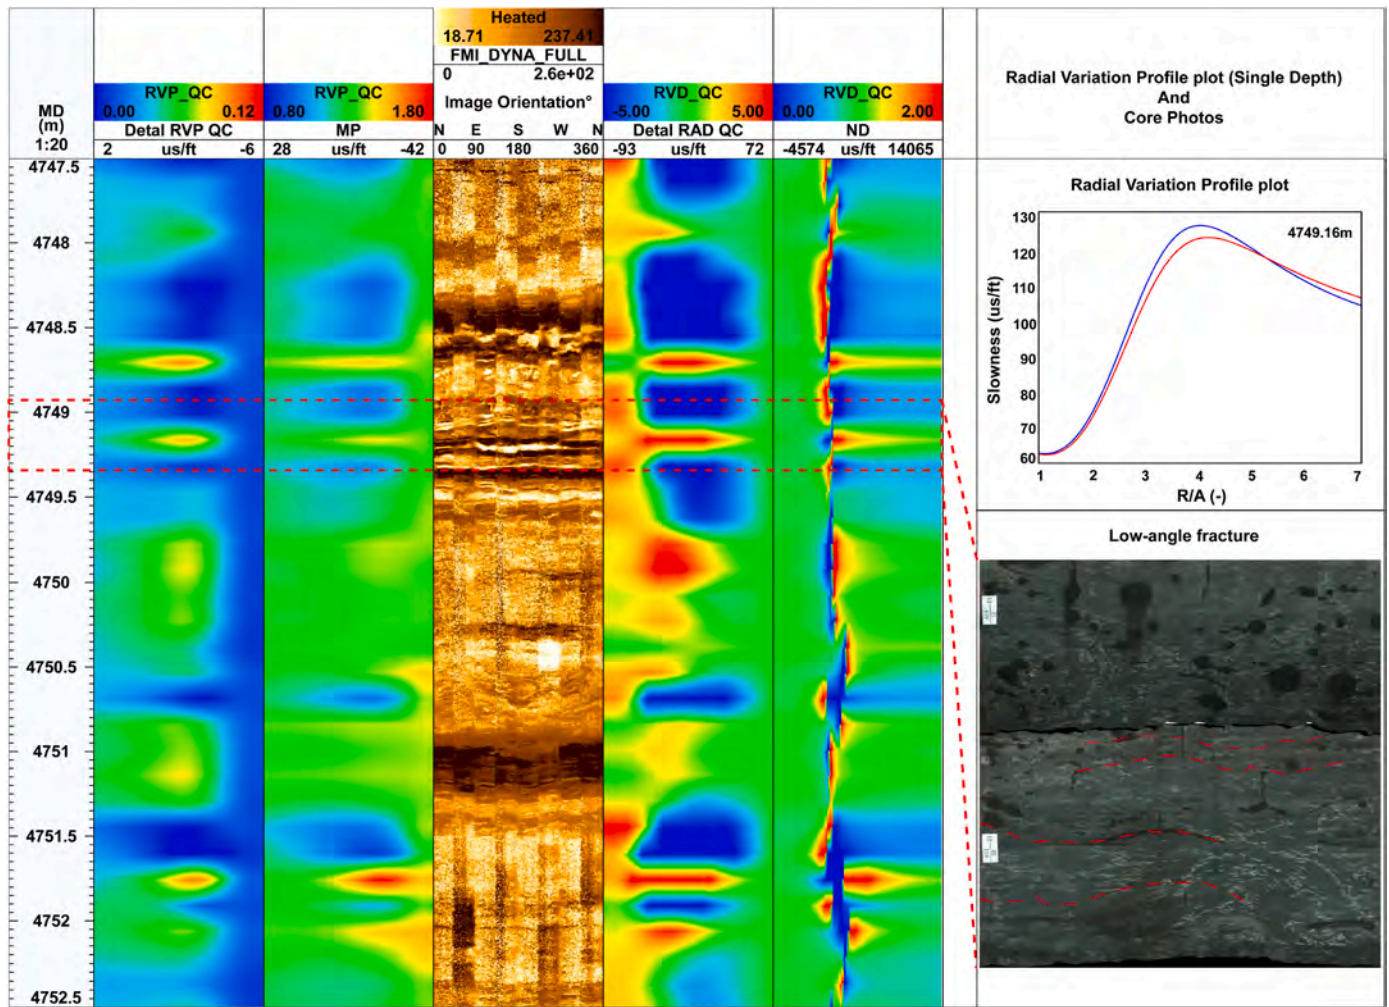 MD
(m)
1:20
RVP_QC
0.00 0.12
Detal RVP QC
2 us/ft -6
RVP_QC
0.80 1.80
MP
28 us/ft -42
Heated
18.71 237.41
FMI_DYNA_FULL
0 2.6e+02
Image Orientation°
N E S W N
0 90 180 360
RVD_QC
-5.00 5.00
Detal RAD QC
-93 us/ft 72
RVD_QC
2.00
ND
-4574 us/ft 14065
Radial Variation Profile plot (Single Depth)
And
Core Photos
4747.5
4748
4748.5
4749
4749.5
4750
4750.5
4751
4751.5
4752
4752.5
Radial Variation Profile plot
4749.16m
Slowness (us/ft)
130
120
110
100
90
80
70
60
1 2 3 4 5 6 7
R/A (-)
Low-angle fracture